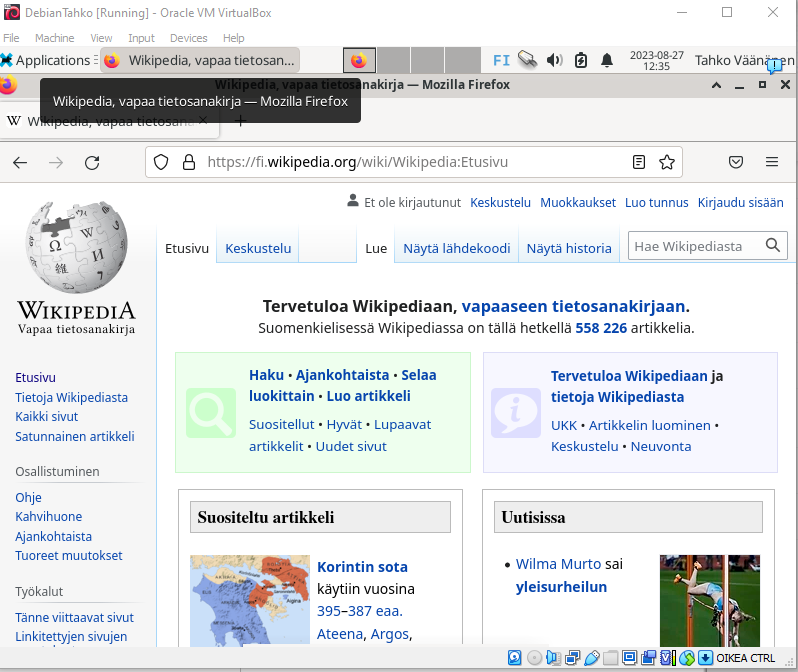 DebianTahko [Running] - Oracle VM VirtualBox
File Machine View Input Devices Help
Applications Wikipedia, vapaa tietosan... FI 2023-08-27 12:35 Tahko Väänänen
Wikipedia, vapaa tietosanakirja — Mozilla Firefox
Wikipedia, vapaa tietosanakirja — Mozilla Firefox
W Wikipedia, vapaa tietosana × +
https://fi.wikipedia.org/wiki/Wikipedia:Etusivu
Et ole kirjautunut Keskustelu Muokkaukset Luo tunnus Kirjaudu sisään
Etusivu Keskustelu Lue Näytä lähdekoodi Näytä historia Hae Wikipediasta
WIKIPEDIA
Vapaa tietosanakirja
Tervetuloa Wikipediaan, vapaaseen tietosanakirjaan.
Suomenkielisessä Wikipediassa on tällä hetkellä 558 226 artikkelia.
Etusivu
Tietoja Wikipediasta
Kaikki sivut
Satunnainen artikkeli
Osallistuminen
Ohje
Kahvihuone
Ajankohtaista
Tuoreet muutokset
Työkalut
Tänne viittaavat sivut
Linkitettyjen sivujen
Haku • Ajankohtaista • Selaa
luokittain • Luo artikkeli
Suositellut • Hyvät • Lupaavat
artikkelit • Uudet sivut
Tervetuloa Wikipediaan ja
tietoja Wikipediasta
UKK • Artikkelin luominen •
Keskustelu • Neuvonta
Suositeltu artikkeli
Korintin sota
käytiin vuosina
395–387 eaa.
Ateena, Argos,
Uutisissa
• Wilma Murto sai
yleisurheilun
OIKEA CTRL